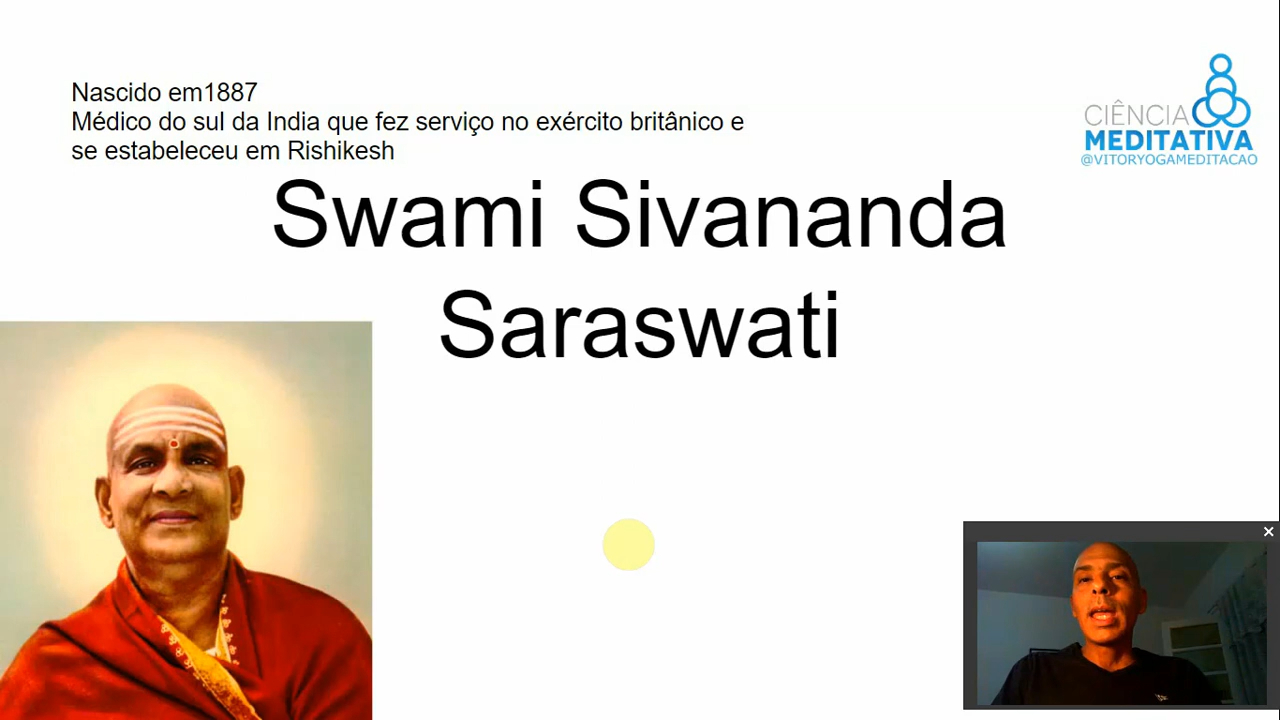 Nascido em1887
Médico do sul da India que fez serviço no exército britânico e
se estabeleceu em Rishikesh
CIÊNCIA
MEDITATIVA
@VITORYOGAMEDITACAO
Swami Sivananda
Saraswati